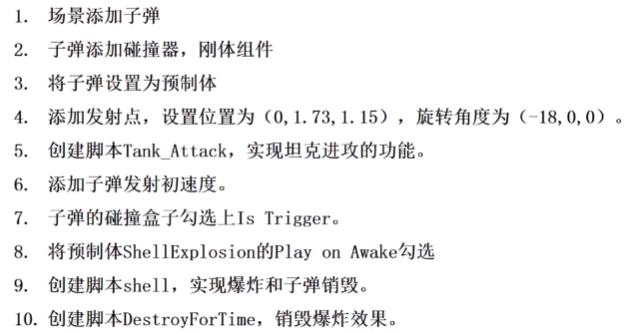 1. 场景添加子弹
2. 子弹添加碰撞器，刚体组件
3. 将子弹设置为预制体
4. 添加发射点，设置位置为（0,1.73,1.15），旋转角度为（-18,0,0）。
5. 创建脚本Tank_Attack，实现坦克进攻的功能。
6. 添加子弹发射初速度。
7. 子弹的碰撞盒子勾选上Is Trigger。
8. 将预制体ShellExplosion的Play on Awake勾选
9. 创建脚本shell，实现爆炸和子弹销毁。
10. 创建脚本DestroyForTime，销毁爆炸效果。